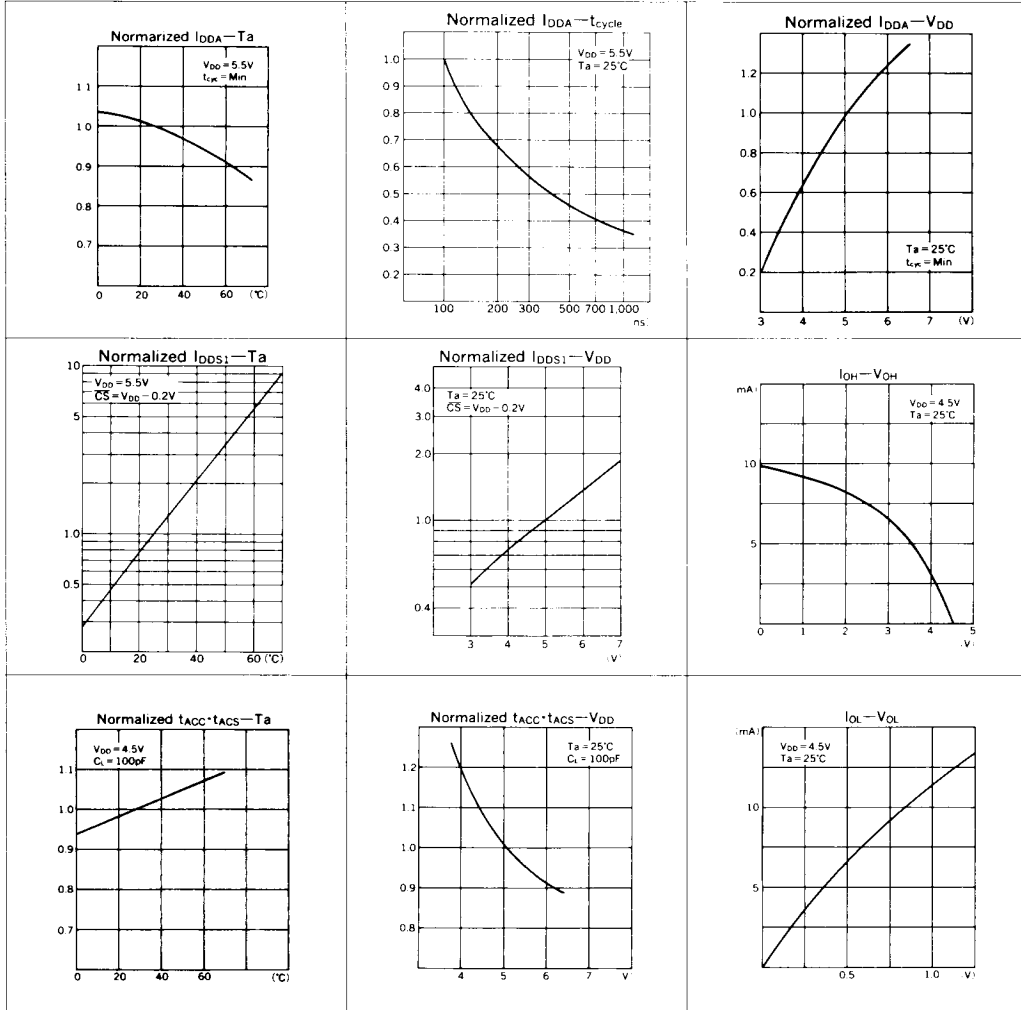 Normarized IDDA—Ta
VDD = 5.5V
tcyc = Min
1.1
1.0
0.9
0.8
0.7
0 20 40 60 (℃)
Normalized IDDA—tcycle
VDD = 5.5V
Ta = 25℃
1.0
0.9
0.8
0.7
0.6
0.5
0.4
0.3
0.2
100 200 300 500 700 1,000
ns)
Normalized IDDA—VDD
1.2
1.0
0.8
0.6
0.4
0.2
Ta = 25℃
tcyc = Min
3 4 5 6 7 (V)
Normalized IDDS1—Ta
10
VDD = 5.5V
CS = VDD − 0.2V
5
1.0
0.5
0 20 40 60 (℃)
Normalized IDDS1—VDD
4.0
Ta = 25℃
CS = VDD − 0.2V
3.0
2.0
1.0
0.4
3 4 5 6 7
(V)
IOH—VOH
mA)
VDD = 4.5V
Ta = 25℃
10
5
0 1 2 3 4 5
(V)
Normalized tACC·tACS—Ta
VDD = 4.5V
CL = 100pF
1.1
1.0
0.9
0.8
0.7
0 20 40 60 (℃)
Normalized tACC·tACS—VDD
Ta = 25℃
CL = 100pF
1.2
1.1
1.0
0.9
0.8
4 5 6 V)
IOL—VOL
(mA)
VDD = 4.5V
Ta = 25℃
10
5
0.5 1.0 (V)